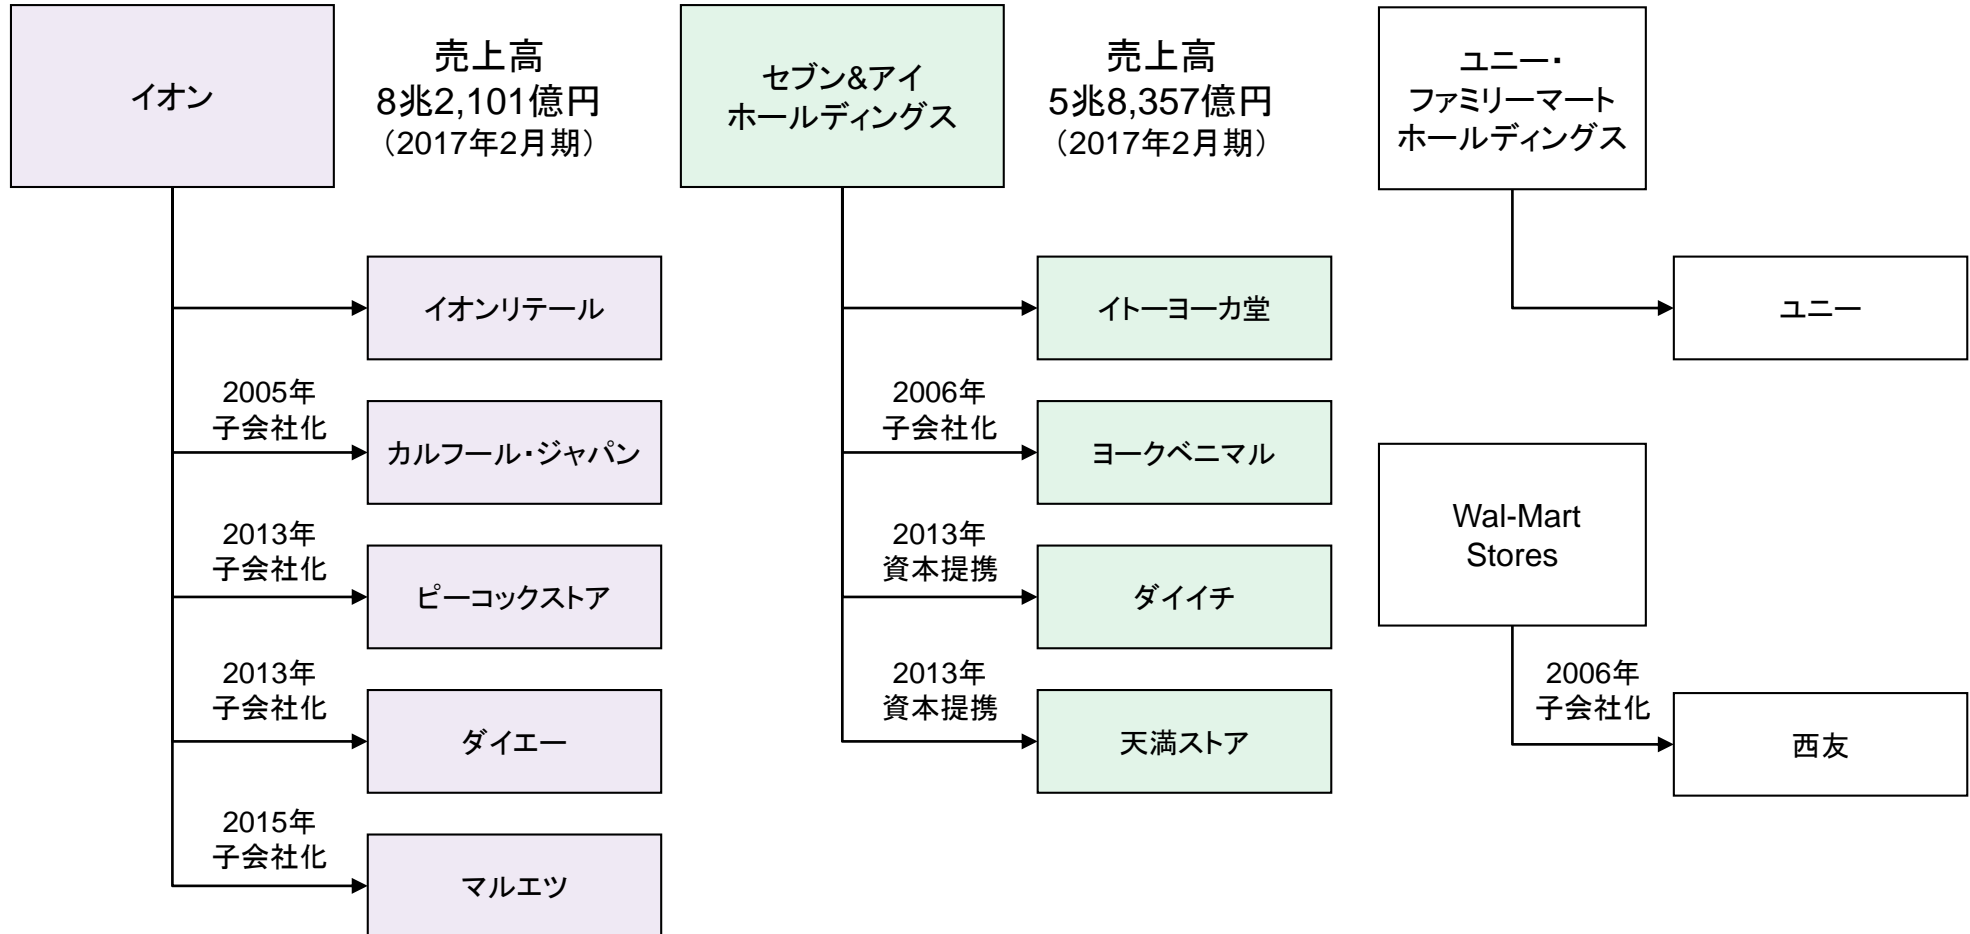 イオン
売上高
8兆2,101億円
（2017年2月期）
イオンリテール
2005年
子会社化
カルフール・ジャパン
2013年
子会社化
ピーコックストア
2013年
子会社化
ダイエー
2015年
子会社化
マルエツ
セブン&アイ
ホールディングス
売上高
5兆8,357億円
（2017年2月期）
イトーヨーカ堂
2006年
子会社化
ヨークベニマル
2013年
資本提携
ダイイチ
2013年
資本提携
天満ストア
ユニー・
ファミリーマート
ホールディングス
ユニー
Wal-Mart
Stores
2006年
子会社化
西友